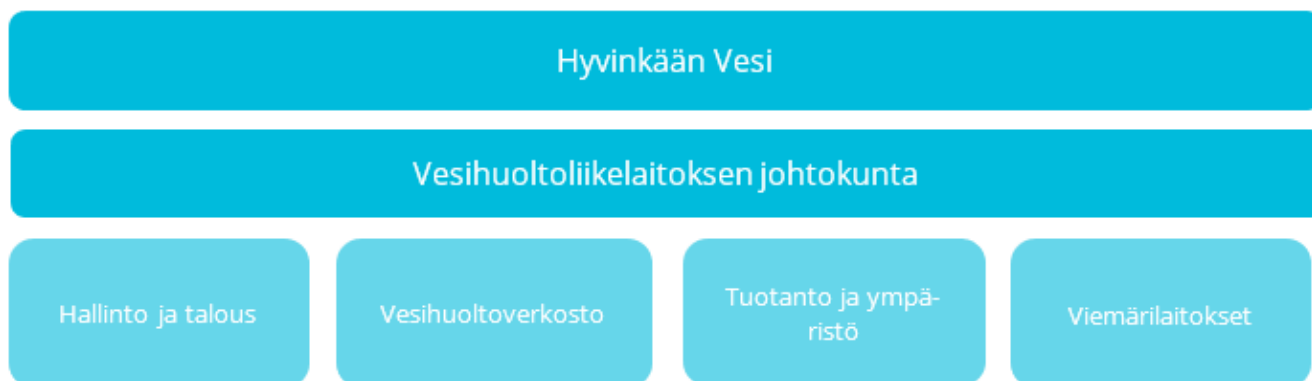 Hyvinkään Vesi
Vesihuoltoliikelaitoksen johtokunta
Hallinto ja talous
Vesihuoltoverkosto
Tuotanto ja ympä-
ristö
Viemärilaitokset